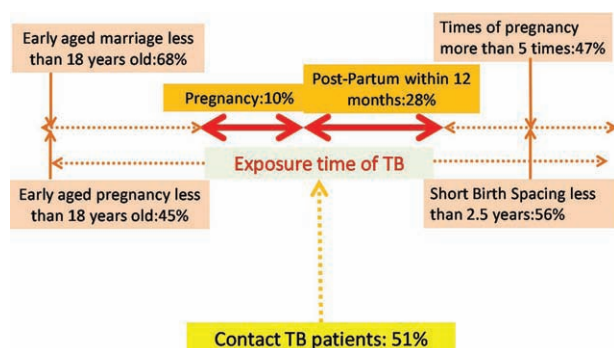 Early aged marriage less
than 18 years old:68%
Times of pregnancy
more than 5 times:47%
Pregnancy:10%
Post-Partum within 12
months:28%
Exposure time of TB
Early aged pregnancy less
than 18 years old:45%
Short Birth Spacing less
than 2.5 years:56%
Contact TB patients: 51%